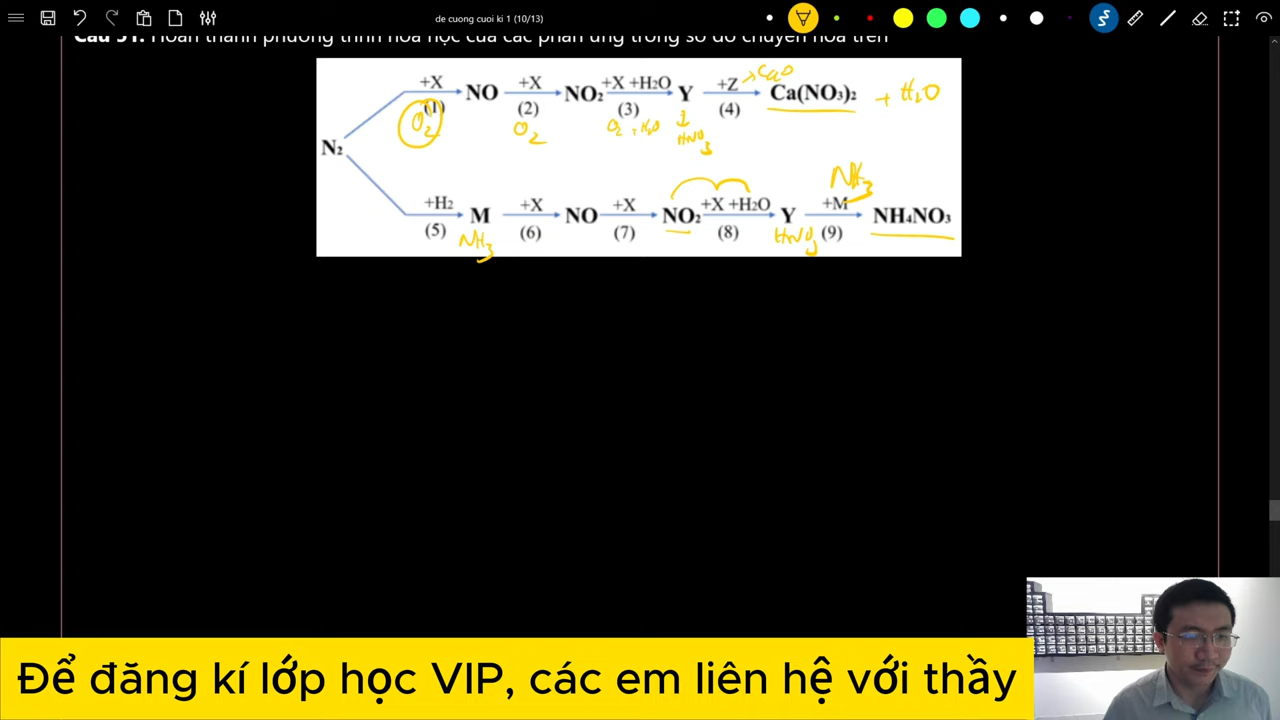 de cuong cuoi ki 1 (10/13)
Câu 51. Hoàn thành phương trình hóa học của các phản ứng trong sơ đồ chuyển hóa trên
+X NO +X NO₂ +X +H2O Y +Z → CaO Ca(NO₃)₂ + H₂O
(1) (2) (3) (4)
O₂ O₂ O₂ + H₂O HNO₃
N₂
NH₃
+H₂ M +X NO +X NO₂ +X +H2O Y +M NH₄NO₃
(5) (6) (7) (8) (9)
NH₃ HNO₃
Để đăng kí lớp học VIP, các em liên hệ với thầy